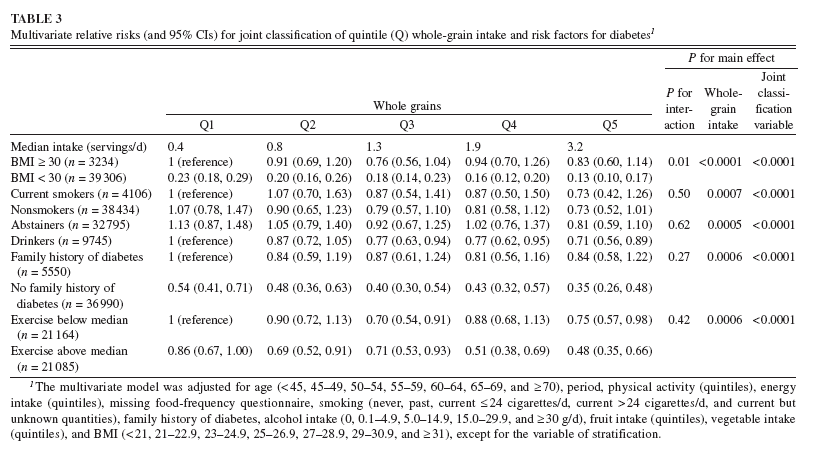 TABLE 3
Multivariate relative risks (and 95% CIs) for joint classification of quintile (Q) whole-grain intake and risk factors for diabetes¹
P for main effect
Joint
P for Whole- classi-
Whole grains inter- grain fication
Q1 Q2 Q3 Q4 Q5 action intake variable
Median intake (servings/d) 0.4 0.8 1.3 1.9 3.2
BMI ≥ 30 (n = 3234) 1 (reference) 0.91 (0.69, 1.20) 0.76 (0.56, 1.04) 0.94 (0.70, 1.26) 0.83 (0.60, 1.14) 0.01 <0.0001 <0.0001
BMI < 30 (n = 39 306) 0.23 (0.18, 0.29) 0.20 (0.16, 0.26) 0.18 (0.14, 0.23) 0.16 (0.12, 0.20) 0.13 (0.10, 0.17)
Current smokers (n = 4106) 1 (reference) 1.07 (0.70, 1.63) 0.87 (0.54, 1.41) 0.87 (0.50, 1.50) 0.73 (0.42, 1.26) 0.50 0.0007 <0.0001
Nonsmokers (n = 38 434) 1.07 (0.78, 1.47) 0.90 (0.65, 1.23) 0.79 (0.57, 1.10) 0.81 (0.58, 1.12) 0.73 (0.52, 1.01)
Abstainers (n = 32 795) 1.13 (0.87, 1.48) 1.05 (0.79, 1.40) 0.92 (0.67, 1.25) 1.02 (0.76, 1.37) 0.81 (0.59, 1.10) 0.62 0.0005 <0.0001
Drinkers (n = 9745) 1 (reference) 0.87 (0.72, 1.05) 0.77 (0.63, 0.94) 0.77 (0.62, 0.95) 0.71 (0.56, 0.89)
Family history of diabetes 1 (reference) 0.84 (0.59, 1.19) 0.87 (0.61, 1.24) 0.81 (0.56, 1.16) 0.84 (0.58, 1.22) 0.27 0.0006 <0.0001
(n = 5550)
No family history of 0.54 (0.41, 0.71) 0.48 (0.36, 0.63) 0.40 (0.30, 0.54) 0.43 (0.32, 0.57) 0.35 (0.26, 0.48)
diabetes (n = 36 990)
Exercise below median 1 (reference) 0.90 (0.72, 1.13) 0.70 (0.54, 0.91) 0.88 (0.68, 1.13) 0.75 (0.57, 0.98) 0.42 0.0006 <0.0001
(n = 21 164)
Exercise above median 0.86 (0.67, 1.00) 0.69 (0.52, 0.91) 0.71 (0.53, 0.93) 0.51 (0.38, 0.69) 0.48 (0.35, 0.66)
(n = 21 085)
¹The multivariate model was adjusted for age (<45, 45–49, 50–54, 55–59, 60–64, 65–69, and ≥70), period, physical activity (quintiles), energy
intake (quintiles), missing food-frequency questionnaire, smoking (never, past, current ≤24 cigarettes/d, current >24 cigarettes/d, and current but
unknown quantities), family history of diabetes, alcohol intake (0, 0.1–4.9, 5.0-14.9, 15.0–29.9, and ≥30 g/d), fruit intake (quintiles), vegetable intake
(quintiles), and BMI (<21, 21–22.9, 23–24.9, 25–26.9, 27–28.9, 29–30.9, and ≥31), except for the variable of stratification.